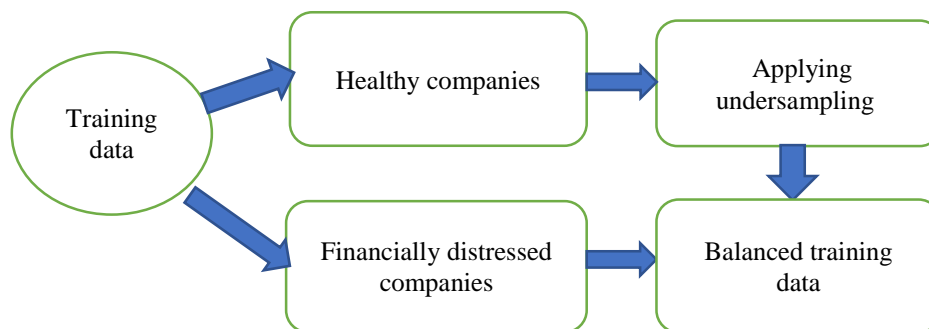 Training
data
Healthy companies
Applying
undersampling
Financially distressed
companies
Balanced training
data